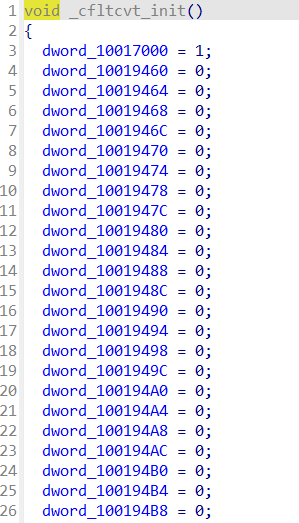 1 void _cfltcvt_init()
2 {
3 dword_10017000 = 1;
4 dword_10019460 = 0;
5 dword_10019464 = 0;
6 dword_10019468 = 0;
7 dword_1001946C = 0;
8 dword_10019470 = 0;
9 dword_10019474 = 0;
10 dword_10019478 = 0;
11 dword_1001947C = 0;
12 dword_10019480 = 0;
13 dword_10019484 = 0;
14 dword_10019488 = 0;
15 dword_1001948C = 0;
16 dword_10019490 = 0;
17 dword_10019494 = 0;
18 dword_10019498 = 0;
19 dword_1001949C = 0;
20 dword_100194A0 = 0;
21 dword_100194A4 = 0;
22 dword_100194A8 = 0;
23 dword_100194AC = 0;
24 dword_100194B0 = 0;
25 dword_100194B4 = 0;
26 dword_100194B8 = 0;